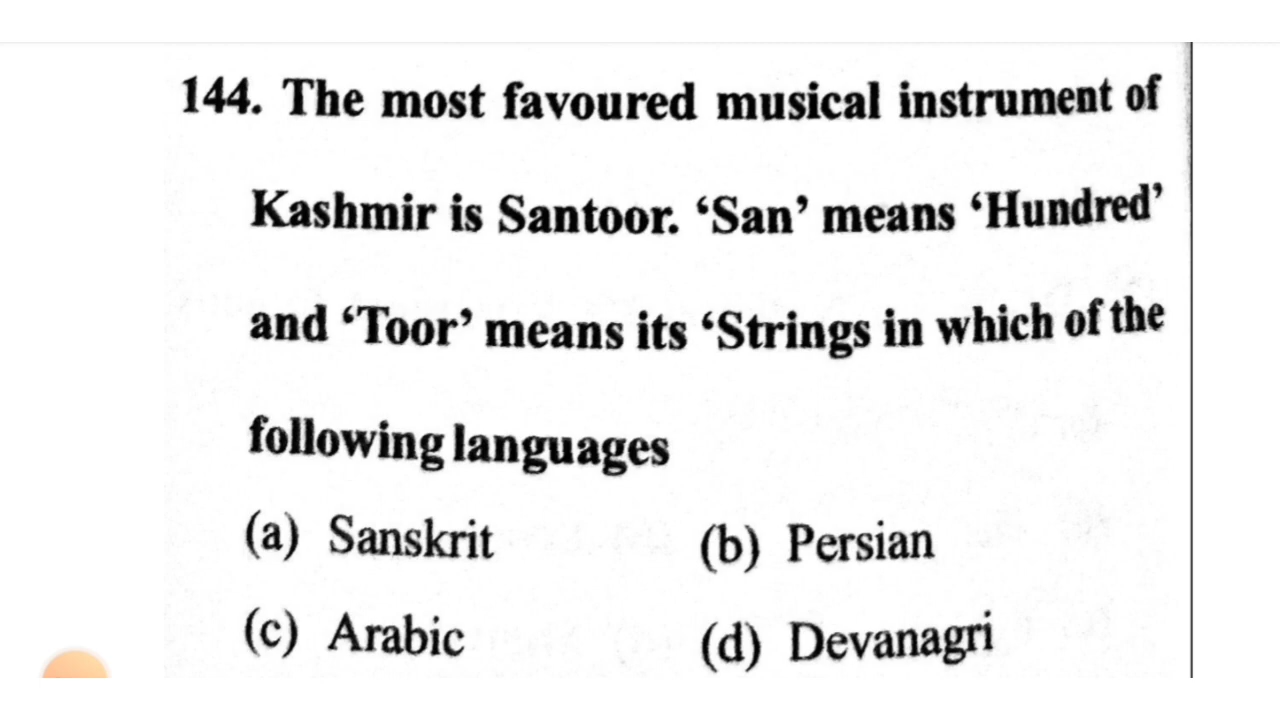 144. The most favoured musical instrument of
Kashmir is Santoor. ‘San’ means ‘Hundred’
and ‘Toor’ means its ‘Strings in which of the
following languages
(a) Sanskrit (b) Persian
(c) Arabic (d) Devanagri